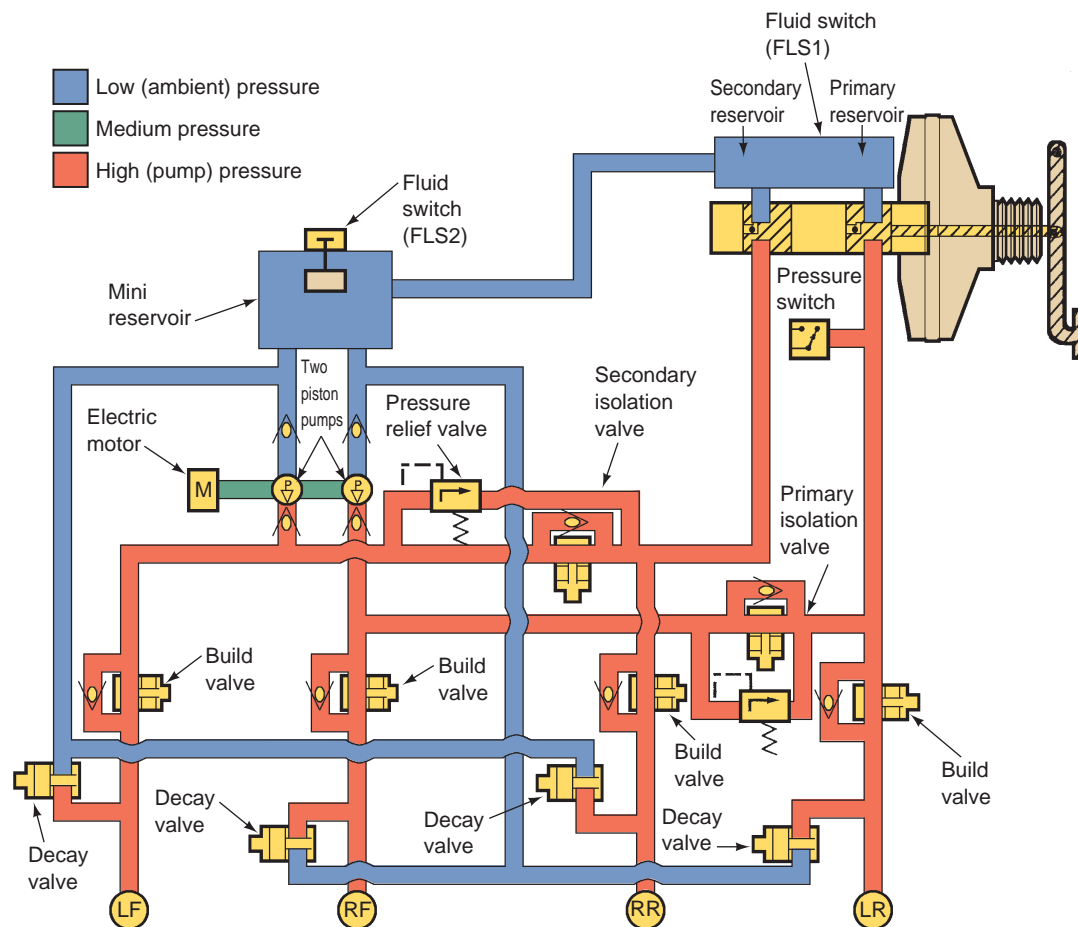 Fluid switch
(FLS1)
Secondary
reservoir
Primary
reservoir
Low (ambient) pressure
Medium pressure
High (pump) pressure
Fluid
switch
(FLS2)
Mini
reservoir
Pressure
switch
Two
piston
pumps
Electric
motor
Pressure
relief valve
Secondary
isolation
valve
M
P
P
Primary
isolation
valve
Build
valve
Build
valve
Build
valve
Build
valve
Decay
valve
Decay
valve
Decay
valve
Decay
valve
LF
RF
RR
LR